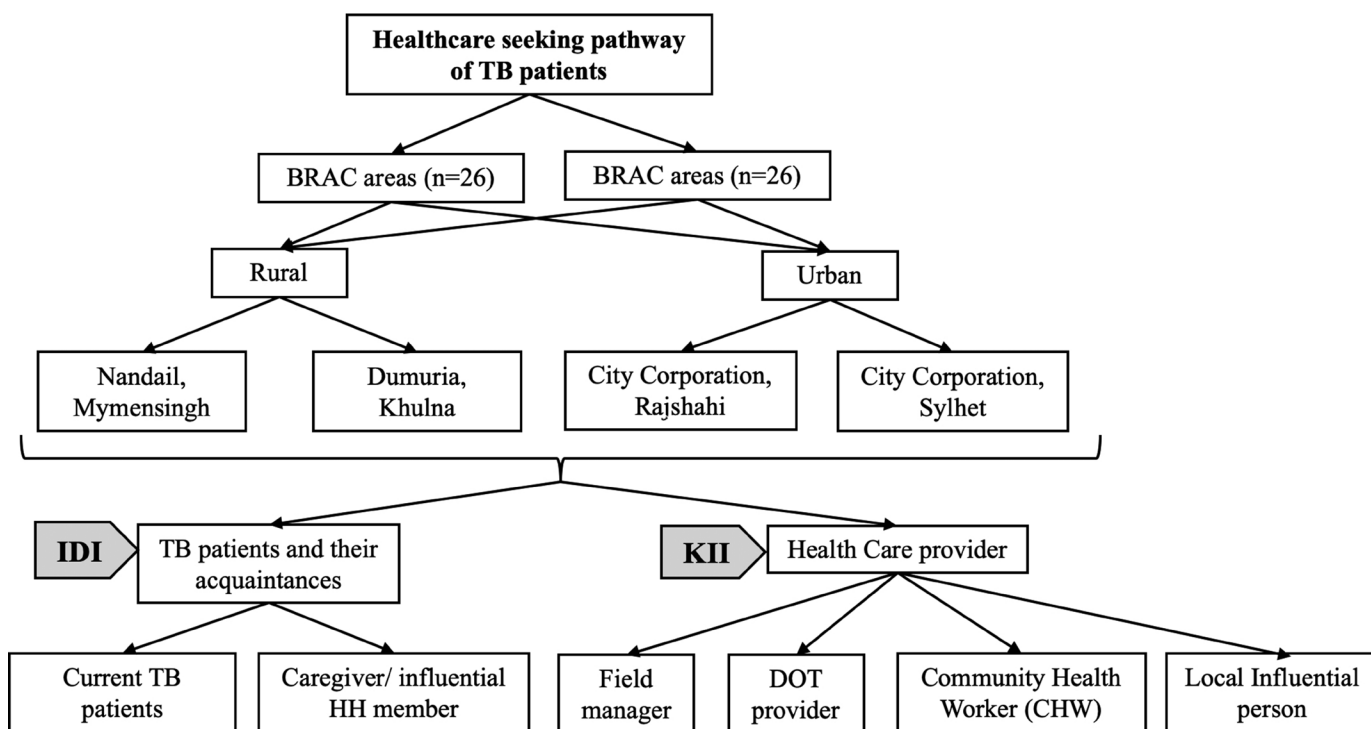 Healthcare seeking pathway
of TB patients
BRAC areas (n=26)
BRAC areas (n=26)
Rural
Urban
Nandail,
Mymensingh
Dumuria,
Khulna
City Corporation,
Rajshahi
City Corporation,
Sylhet
IDI
TB patients and their
acquaintances
KII
Health Care provider
Current TB
patients
Caregiver/ influential
HH member
Field
manager
DOT
provider
Community Health
Worker (CHW)
Local Influential
person